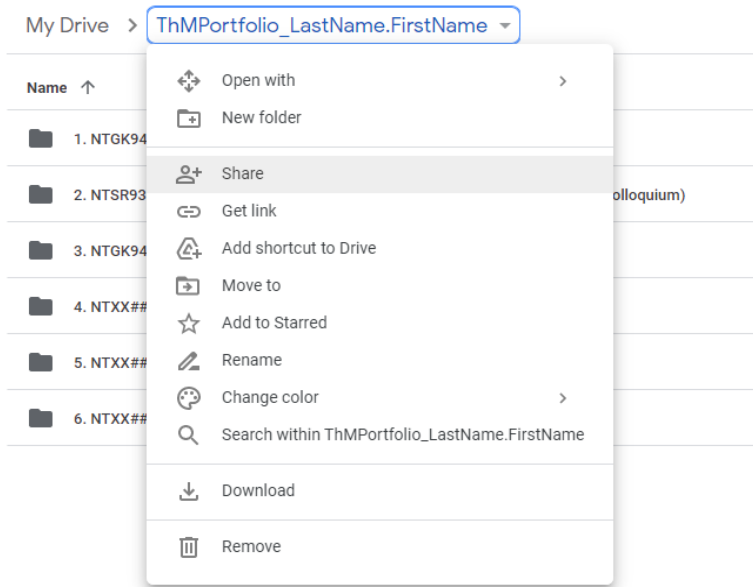 My Drive > ThMPortfolio_LastName.FirstName
Name
Open with
New folder
1. NTGK94
Share
2. NTSR93
olloquium)
Get link
3. NTGK94
Add shortcut to Drive
Move to
4. NTXX##
Add to Starred
5. NTXX##
Rename
Change color
6. NTXX##
Search within ThMPortfolio_LastName.FirstName
Download
Remove